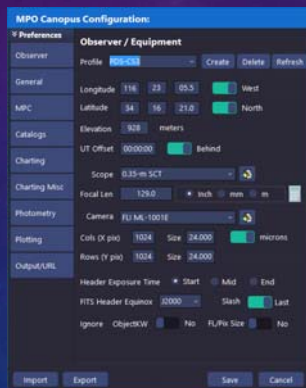 MPO Canopus Configuration:
Preferences
Observer
General
MPC
Catalogs
Charting
Charting Misc
Photometry
Plotting
Output/URL
Observer / Equipment
Profile PDS-CS3 Create Delete Refresh
Longitude 116 23 05.5 West
Latitude 34 16 21.0 North
Elevation 928 meters
UT Offset 00:00:00 Behind
Scope 0.35-m SCT
Focal Len 129.0 Inch mm m
Camera FLI ML-1001E
Cols (X pix) 1024 Size 24.000 microns
Rows (Y pix) 1024 Size 24.000
Header Exposure Time Start Mid End
FITS Header Equinox J2000 Slash Last
Ignore ObjectKW No FL/Pix Size No
Import Export Save Cancel